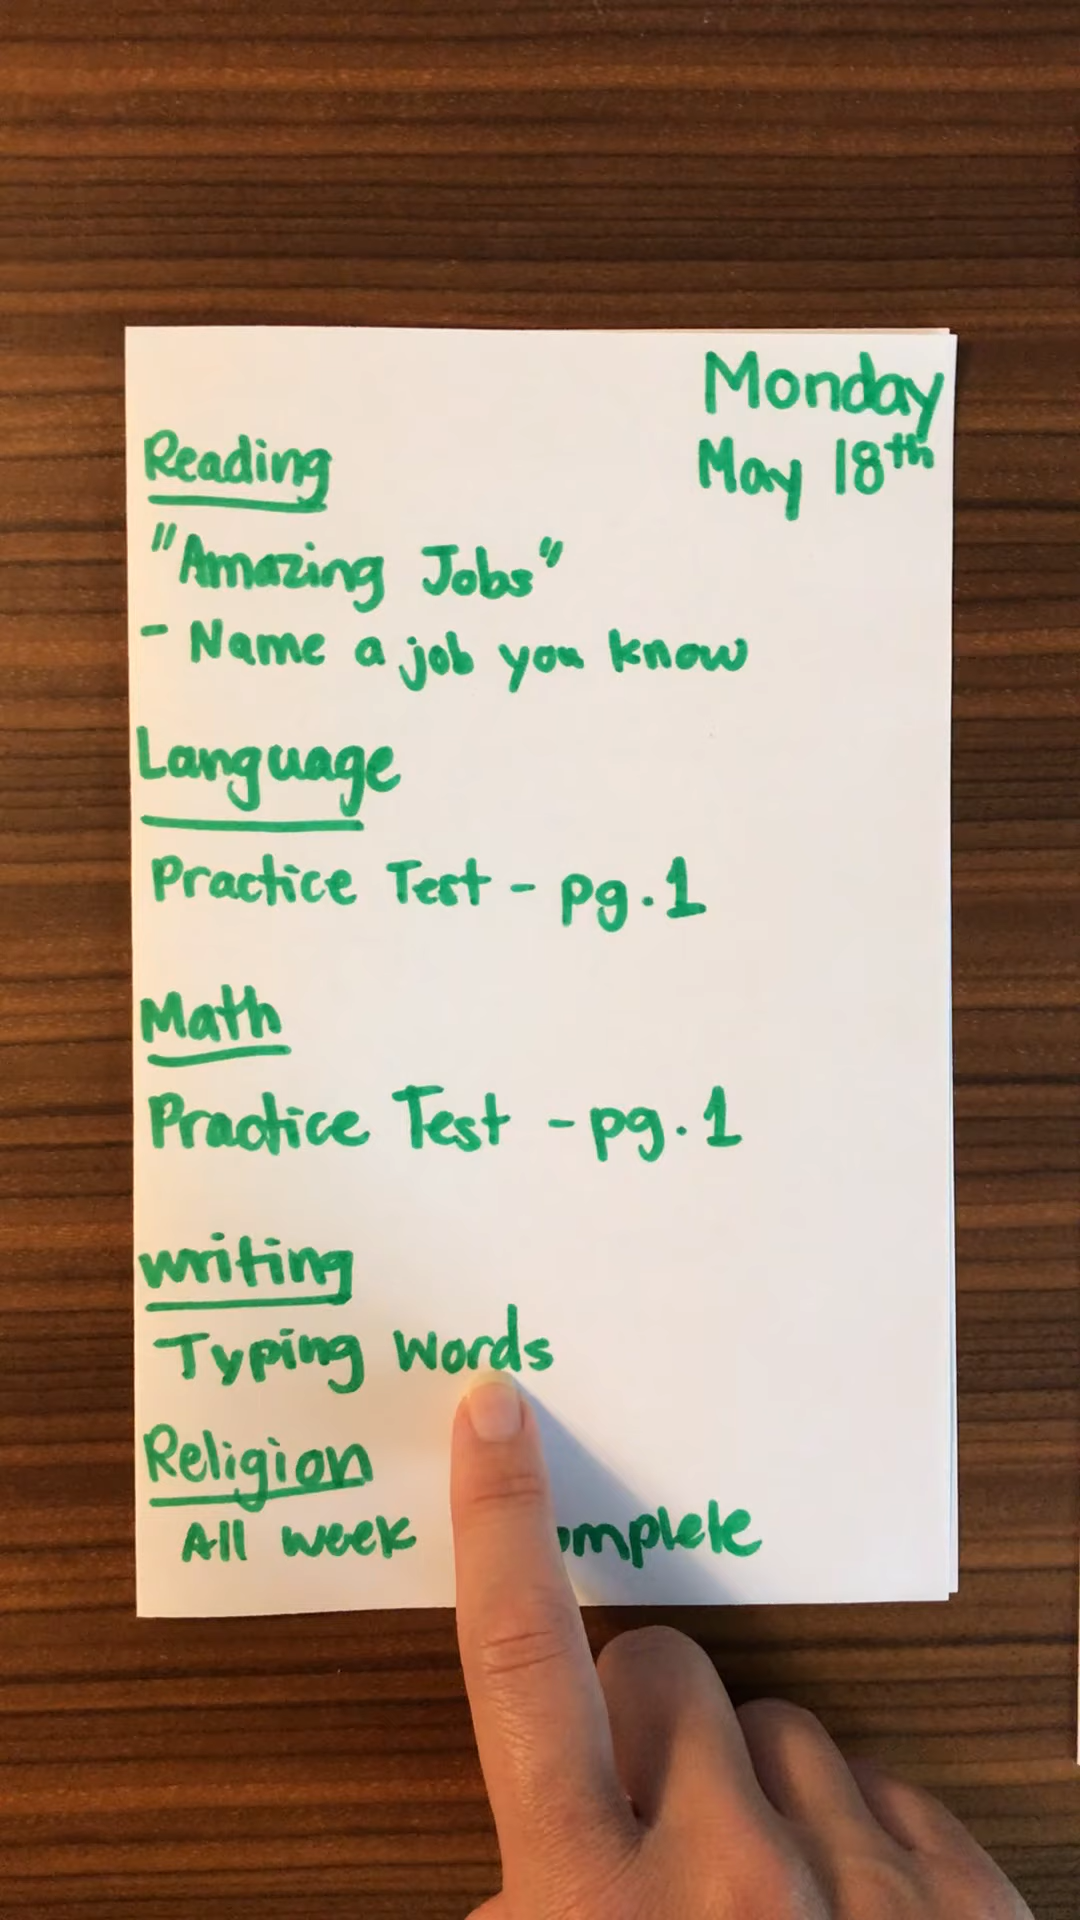 Monday
May 18th
Reading
"Amazing Jobs"
- Name a job you know
Language
Practice Test - pg. 1
Math
Practice Test - pg. 1
writing
Typing Words
Religion
All week